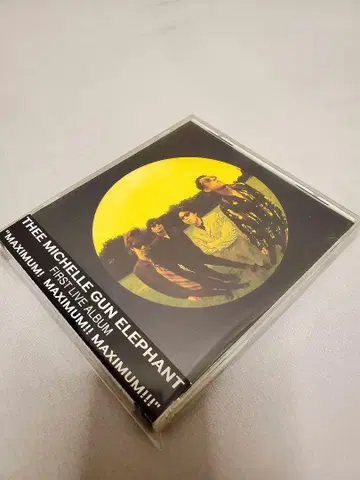 THEE MICHELLE GUN ELEPHANT
FIRST LIVE ALBUM
"MAXIMUM! MAXIMUM!! MAXIMUM!!!"